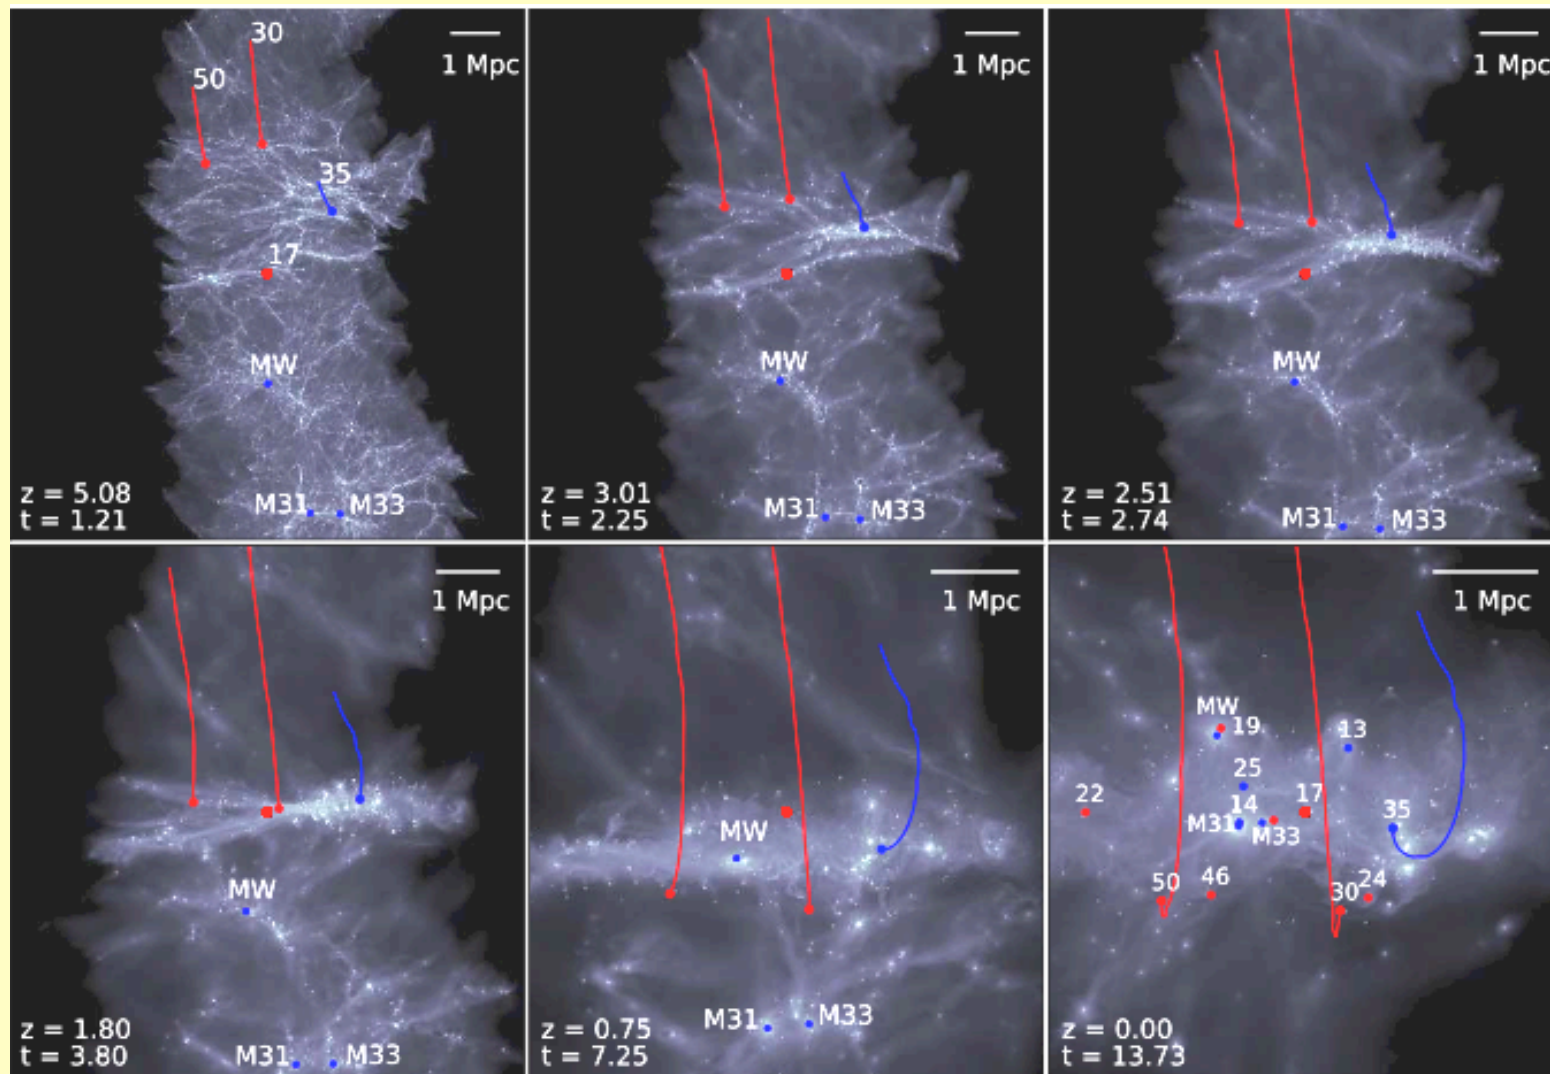 30
50
1 Mpc
35
17
MW
M31 M33
z = 5.08
t = 1.21
1 Mpc
MW
M31 M33
z = 3.01
t = 2.25
1 Mpc
MW
M31 M33
z = 2.51
t = 2.74
1 Mpc
MW
z = 1.80
t = 3.80
M31 M33
1 Mpc
MW
M31 M33
z = 0.75
t = 7.25
1 Mpc
MW
19 13
25
22 14 17 35
M31 M33
50 46 30 24
z = 0.00
t = 13.73